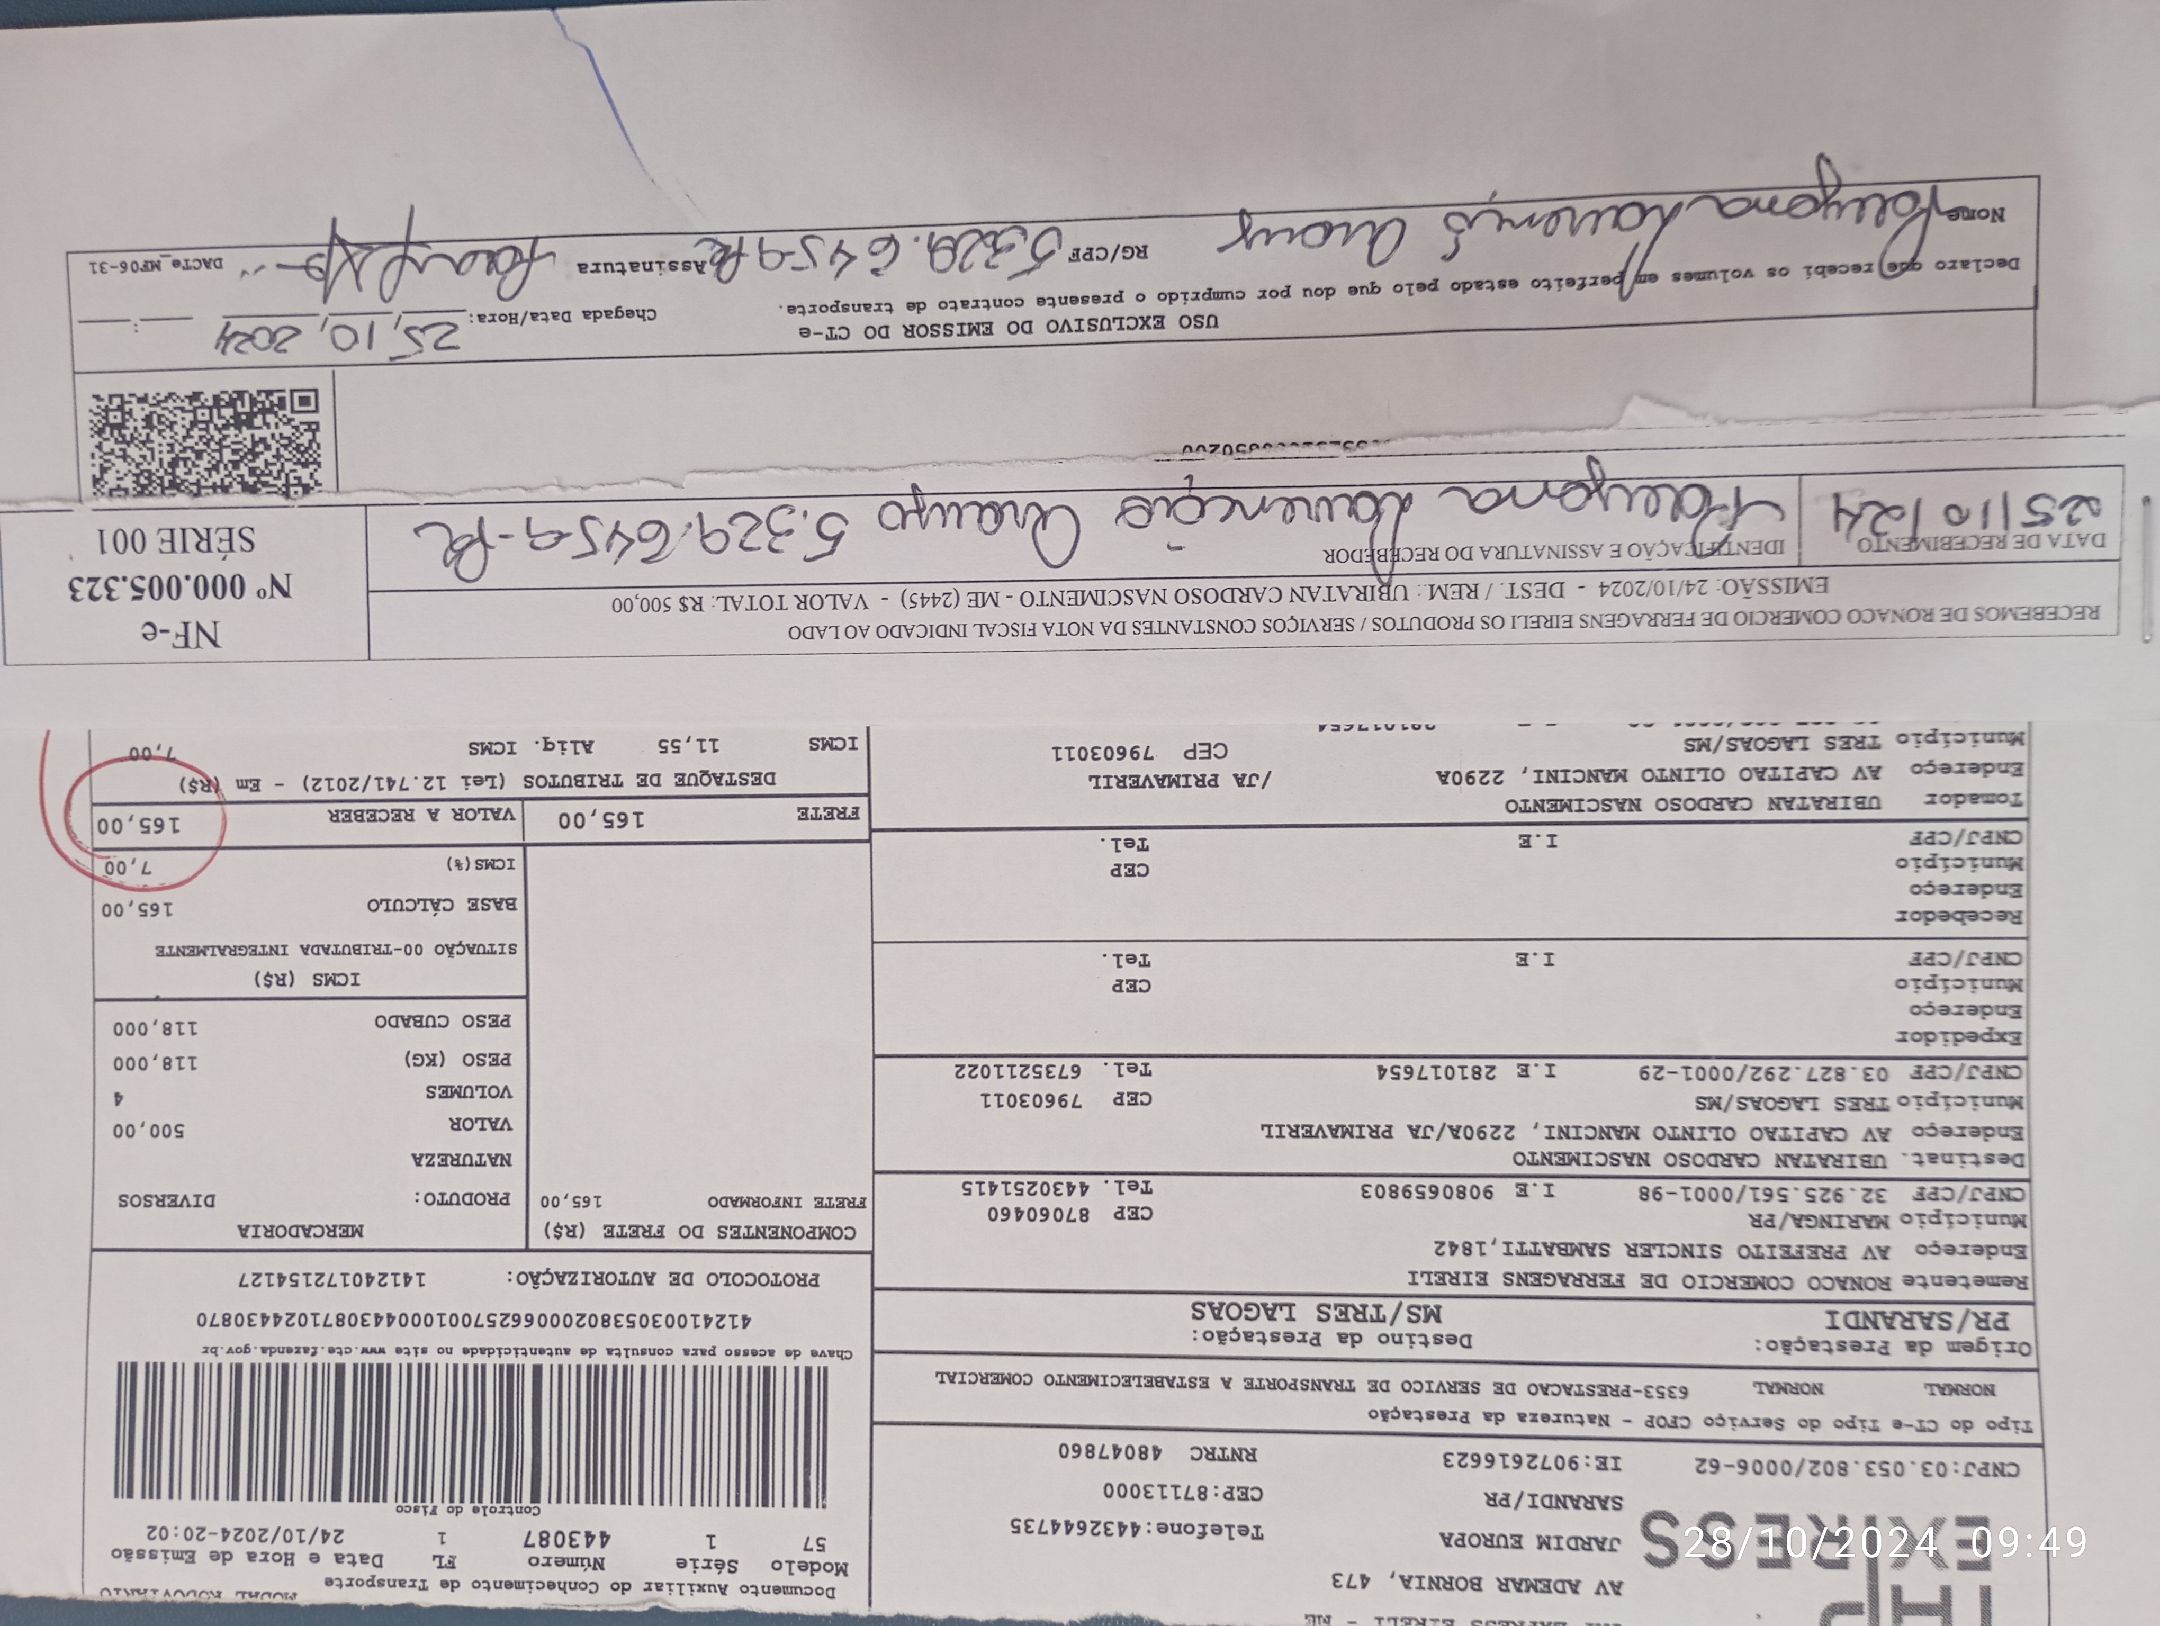 THP
EXPRESS
AV ADEMAR BORNIA, 473
JARDIM EUROPA Telefone:4432644735
SARANDI/PR CEP:87113000
CNPJ:03.053.802/0006-62 IE:9072616623 RNTRC 48047860
Documento Auxiliar do Conhecimento de Transporte MODAL RODOVIARIO
Modelo Série Número FL Data e Hora de Emissão
57 1 443087 1 24/10/2024-20:02
Controle do Fisco
Chave de acesso para consulta de autenticidade no site www.cte.fazenda.gov.br
PROTOCOLO DE AUTORIZAÇÃO: 141240172154127
Tipo do CT-e Tipo do Serviço CFOP - Natureza da Prestação
NORMAL NORMAL 6353-PRESTACAO DE SERVICO DE TRANSPORTE A ESTABELECIMENTO COMERCIAL
Origem da Prestação: Destino da Prestação:
PR/SARANDI MS/TRES LAGOAS
Remetente RONACO COMERCIO DE FERRAGENS EIRELI
Endereço AV PREFEITO SINCLER SAMBATTI,1842
Município MARINGA/PR CEP 87060460
CNPJ/CPF 32.925.561/0001-98 I.E 9080659803 Tel. 4430251415
Destinat. UBIRATAN CARDOSO NASCIMENTO
Endereço AV CAPITAO OLINTO MANCINI, 2290A/JA PRIMAVERIL
Município TRES LAGOAS/MS CEP 79603011
CNPJ/CPF 03.827.292/0001-29 I.E 281017654 Tel. 6735211022
Expedidor
Endereço
Município CEP
CNPJ/CPF I.E Tel.
Recebedor
Endereço
Município CEP
CNPJ/CPF I.E Tel.
Tomador UBIRATAN CARDOSO NASCIMENTO
Endereço AV CAPITAO OLINTO MANCINI, 2290A /JA PRIMAVERIL
Município TRES LAGOAS/MS CEP 79603011
COMPONENTES DO FRETE (R$)
FRETE INFORMADO 165,00
MERCADORIA
PRODUTO: DIVERSOS
NATUREZA
VALOR 500,00
VOLUMES 4
PESO (KG) 118,000
PESO CUBADO 118,000
ICMS (R$)
SITUAÇÃO 00-TRIBUTADA INTEGRALMENTE
BASE CÁLCULO 165,00
ICMS(%) 7,00
FRETE 165,00 VALOR A RECEBER 165,00
DESTAQUE DE TRIBUTOS (Lei 12.741/2012) - Em (R$)
ICMS 11,55 Aliq. ICMS 7,00
RECEBEMOS DE RONACO COMERCIO DE FERRAGENS EIRELI OS PRODUTOS / SERVIÇOS CONSTANTES DA NOTA FISCAL INDICADO AO LADO
EMISSÃO: 24/10/2024 - DEST. / REM.: UBIRATAN CARDOSO NASCIMENTO - ME (2445) - VALOR TOTAL: R$ 500,00
DATA DE RECEBIMENTO IDENTIFICAÇÃO E ASSINATURA DO RECEBEDOR
25/10/24 Araujo 5.329.645-9-PR
NF-e
Nº 000.005.323
SÉRIE 001
USO EXCLUSIVO DO EMISSOR DO CT-e
Declaro que recebi os volumes em perfeito estado pelo que dou por cumprido o presente contrato de transporte.
Chegada Data/Hora: 25, 10, 2024
Nome RG/CPF 5.329.645-9 PR Assinatura
DACTe_MP06-31
28/10/2024 09:49